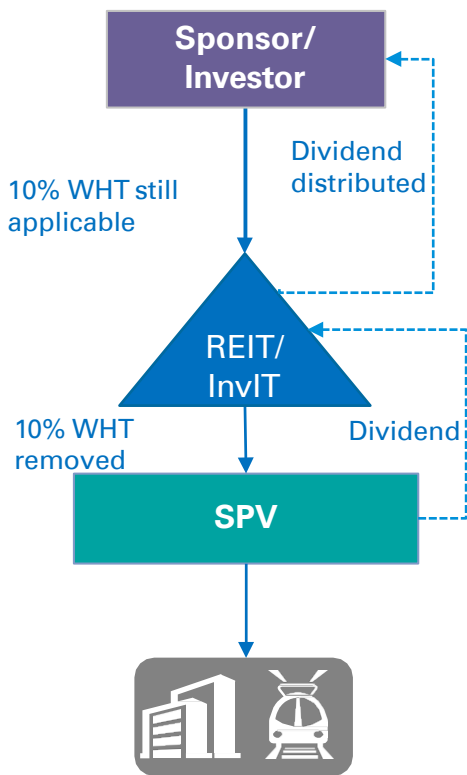 Sponsor/
Investor
Dividend
distributed
10% WHT still
applicable
REIT/
InvIT
10% WHT
removed
Dividend
SPV